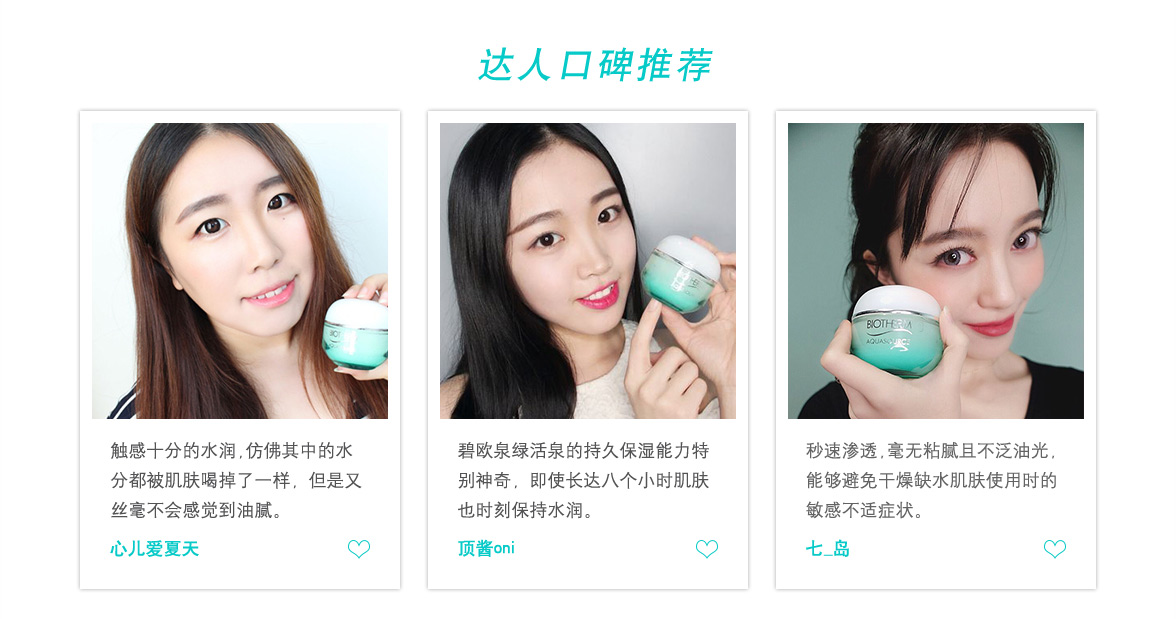 达人口碑推荐
触感十分的水润,仿佛其中的水
分都被肌肤喝掉了一样，但是又
丝毫不会感觉到油腻。
心儿爱夏天
碧欧泉绿活泉的持久保湿能力特
别神奇，即使长达八个小时肌肤
也时刻保持水润。
顶酱oni
BIOTHERM
秒速渗透,毫无粘腻且不泛油光,
能够避免干燥缺水肌肤使用时的
敏感不适症状。
七_岛